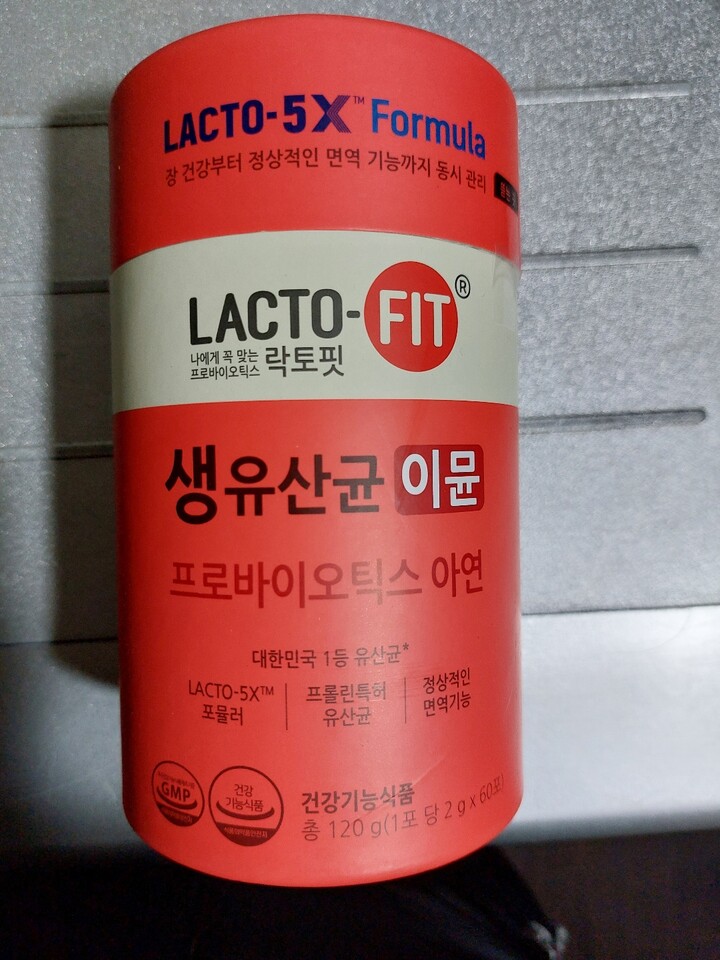 LACTO-5X™ Formula
장 건강부터 정상적인 면역 기능까지 동시 관리
LACTO-FIT®
나에게 꼭 맞는
프로바이오틱스 락토핏
생유산균 이뮨
프로바이오틱스 아연
대한민국 1등 유산균*
LACTO-5X™
포뮬러
프롤린특허
유산균
정상적인
면역기능
GMP
건강
기능식품
건강기능식품
총 120 g(1포 당 2 g x 60포)